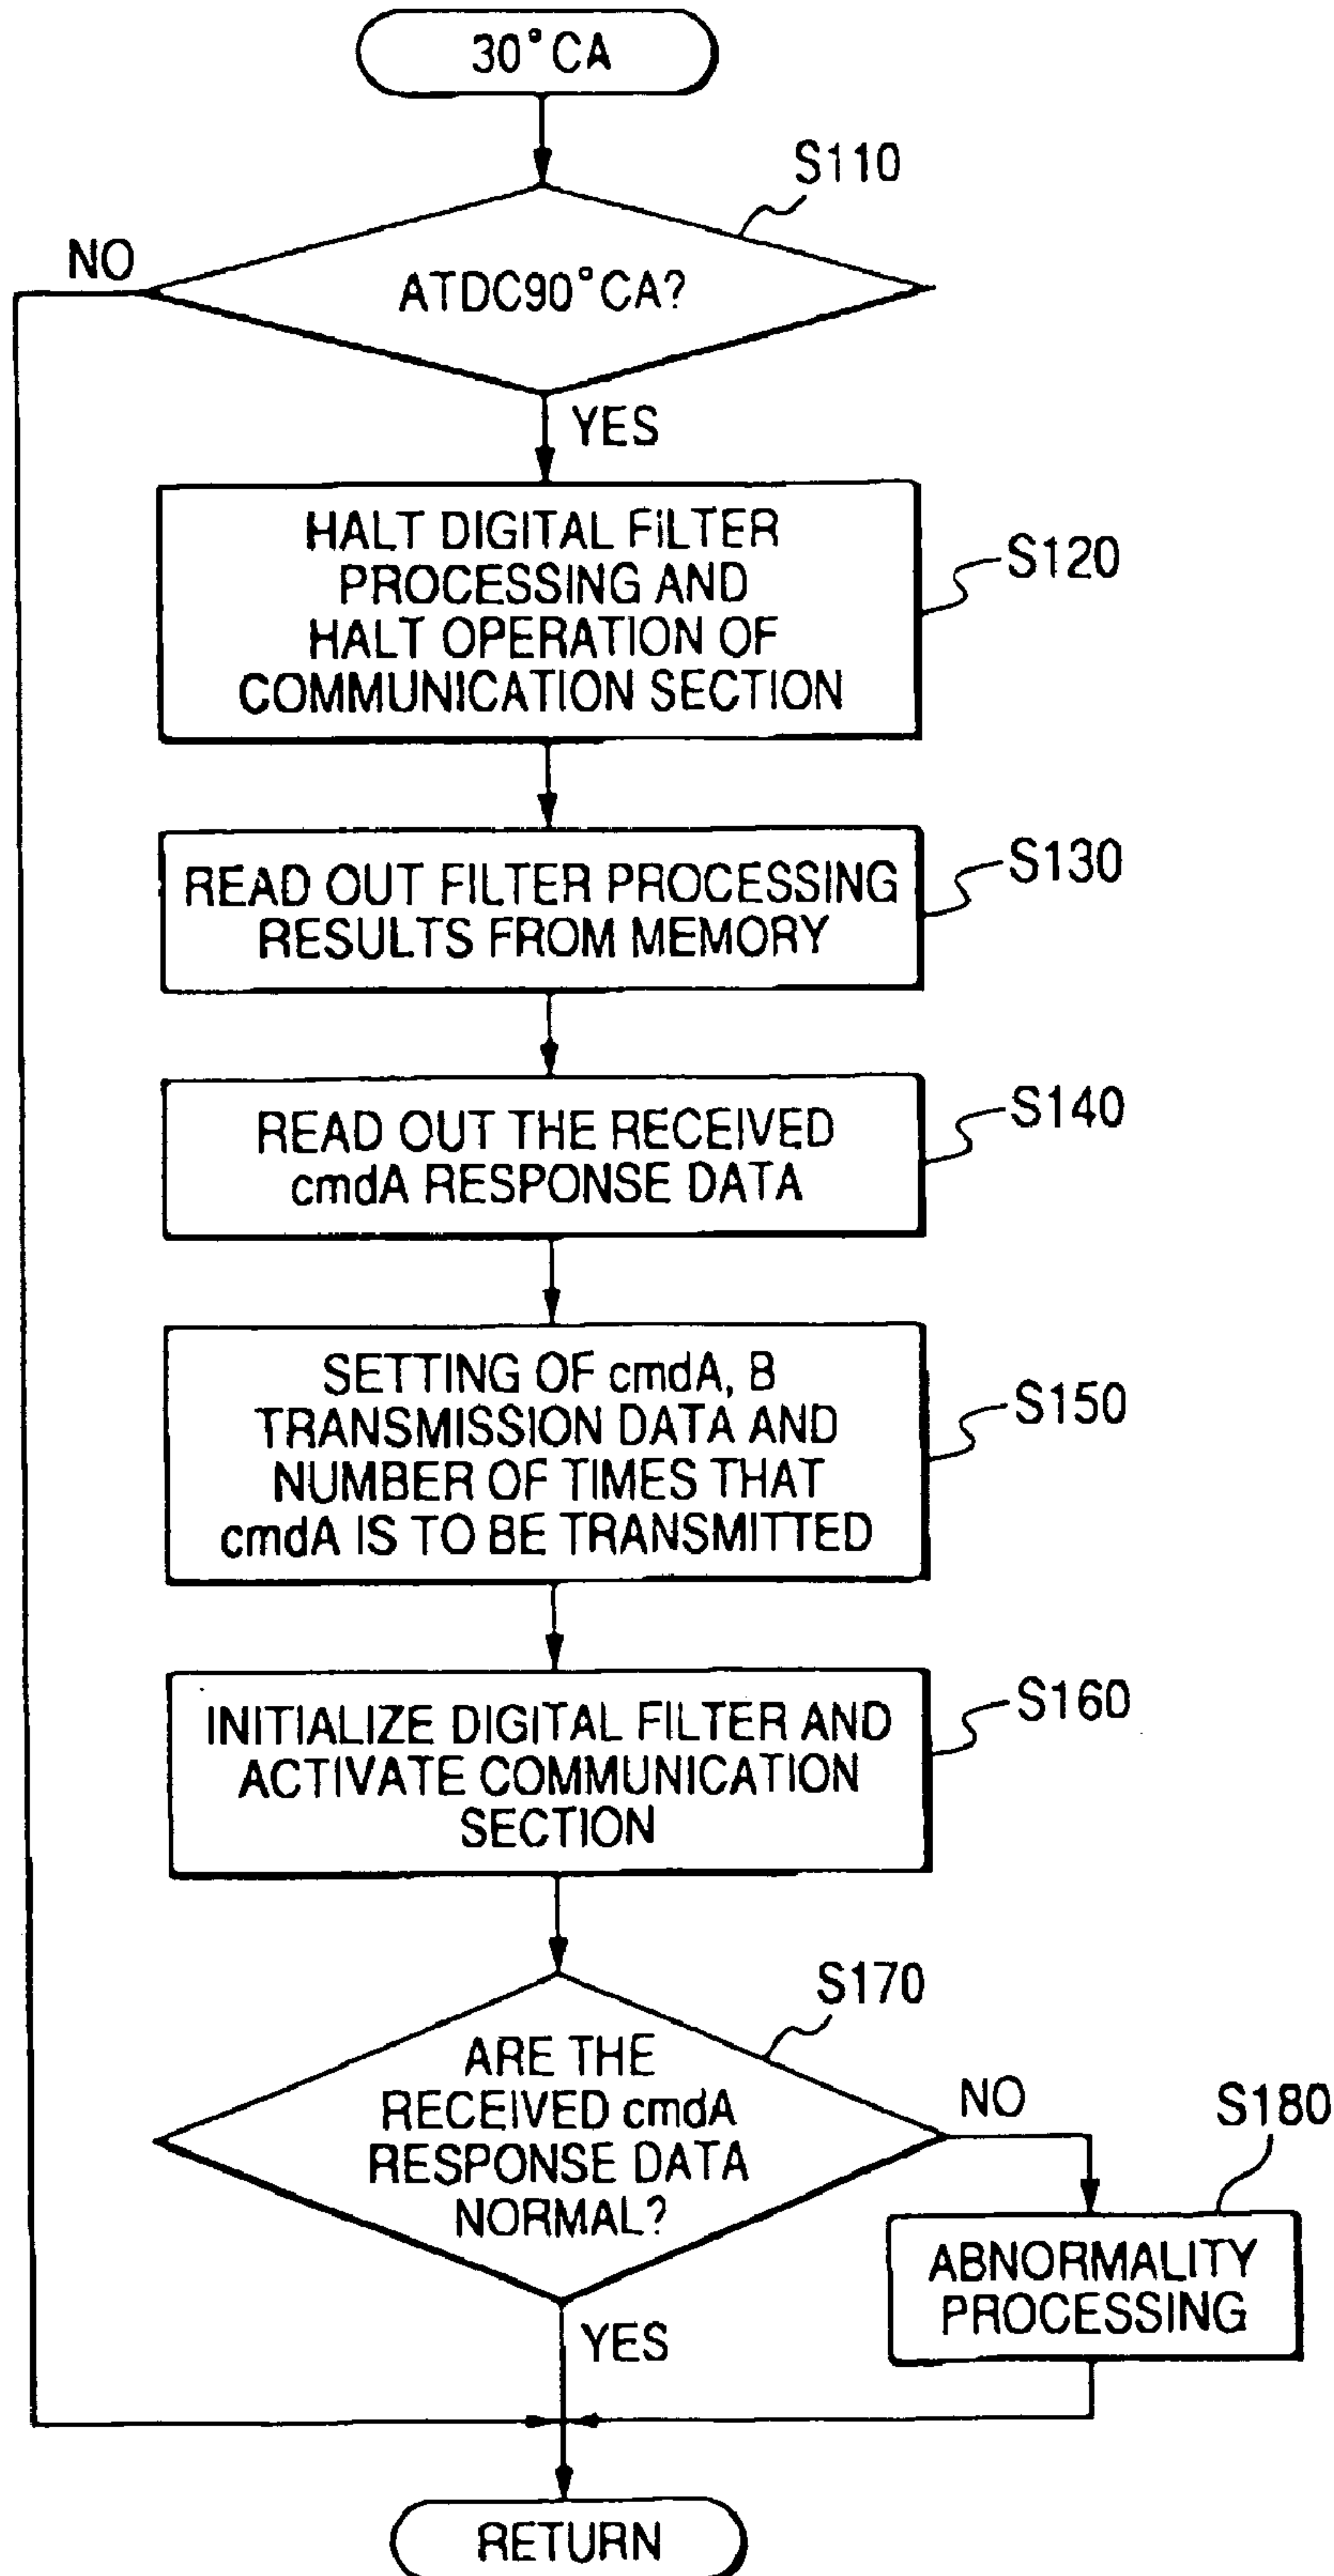 30°CA
S110
NO
ATDC90°CA?
YES
HALT DIGITAL FILTER
PROCESSING AND
HALT OPERATION OF
COMMUNICATION SECTION
S120
READ OUT FILTER PROCESSING
RESULTS FROM MEMORY
S130
READ OUT THE RECEIVED
cmdA RESPONSE DATA
S140
SETTING OF cmdA, B
TRANSMISSION DATA AND
NUMBER OF TIMES THAT
cmdA IS TO BE TRANSMITTED
S150
INITIALIZE DIGITAL FILTER AND
ACTIVATE COMMUNICATION
SECTION
S160
S170
ARE THE
RECEIVED cmdA
RESPONSE DATA
NORMAL?
NO
S180
ABNORMALITY
PROCESSING
YES
RETURN